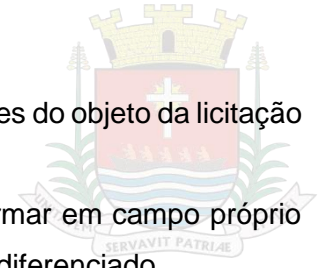 es do objeto da licitação
rmar em campo próprio
SERVAVIT PATRIAE
diferenciado